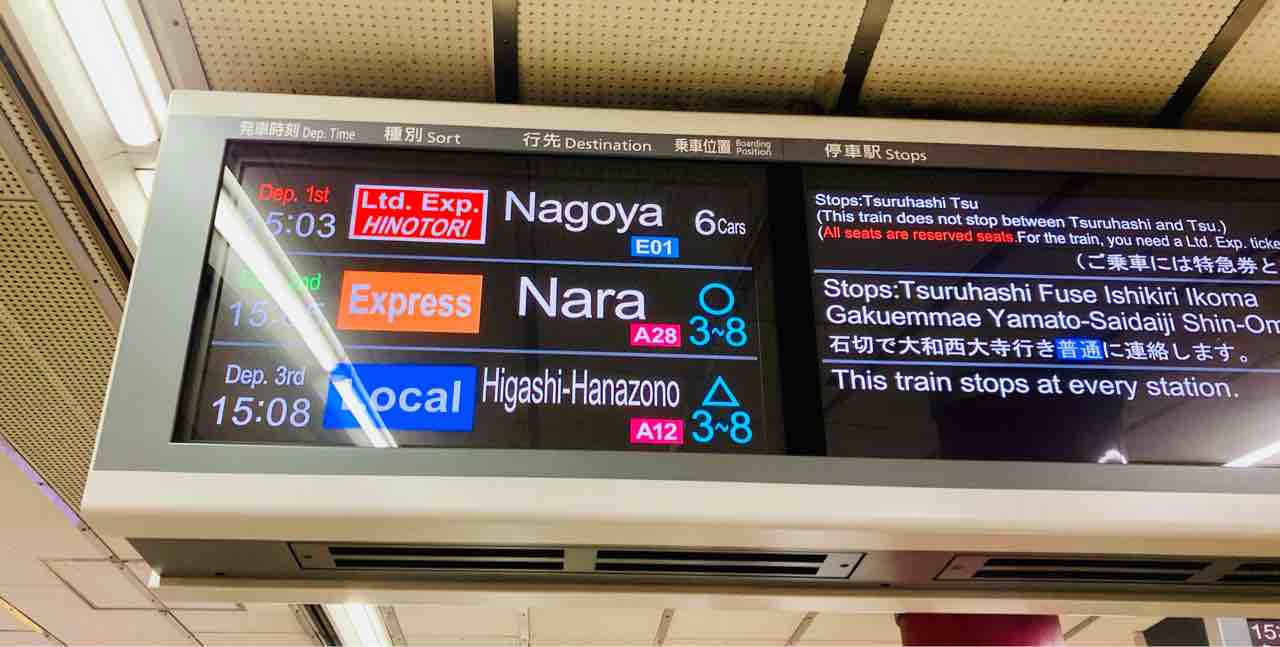 発車時刻 Dep. Time 種別 Sort 行先 Destination 乗車位置 Boarding Position 停車駅 Stops
Dep. 1st
15:03 Ltd. Exp. HINOTORI Nagoya E01 6Cars
Stops:Tsuruhashi Tsu
(This train does not stop between Tsuruhashi and Tsu.)
(All seats are reserved seats.For the train, you need a Ltd. Exp.
(ご乗車には特急券と
Express Nara A28 ○ 3~8
Stops:Tsuruhashi Fuse Ishikiri Ikoma
Gakuemmae Yamato-Saidaiji
石切で大和西大寺行き普通に連絡します。
Dep. 3rd
15:08 Local Higashi-Hanazono A12 △ 3~8
This train stops at every station.